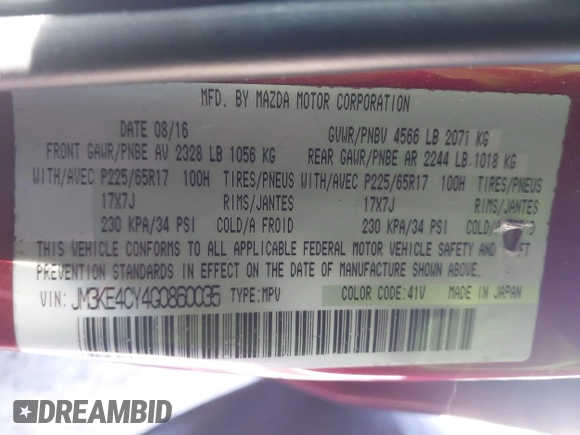 MFD. BY MAZDA MOTOR CORPORATION
DATE 08/16 GVWR/PNBV 4566 LB 2071 KG
FRONT GAWR/PNBE AV 2328 LB 1056 KG REAR GAWR/PNBE AR 2244 LB 1018 KG
WITH/AVEC P225/65R17 100H TIRES/PNEUS WITH/AVEC P225/65R17 100H TIRES/PNEUS
17X7J RIMS/JANTES 17X7J RIMS/JANTES
230 KPA/34 PSI COLD/A FROID 230 KPA/34 PSI COLD/A
THIS VEHICLE CONFORMS TO ALL APPLICABLE FEDERAL MOTOR VEHICLE SAFETY AND
PREVENTION STANDARDS IN EFFECT ON THE DATE OF MANUFACTURE SHOWN ABOVE.
VIN: JM3KE4CY4G0860035 TYPE:MPV COLOR CODE:41V MADE IN JAPAN
DREAMBID